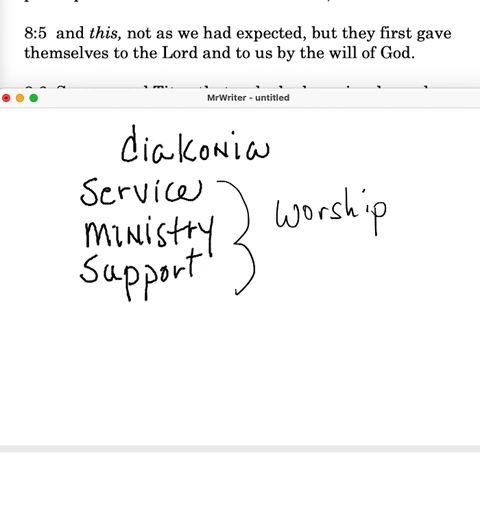 8:5 and this, not as we had expected, but they first gave
themselves to the Lord and to us by the will of God.
MrWriter - untitled
diakonia
Service
MiNistry
Support
Worship